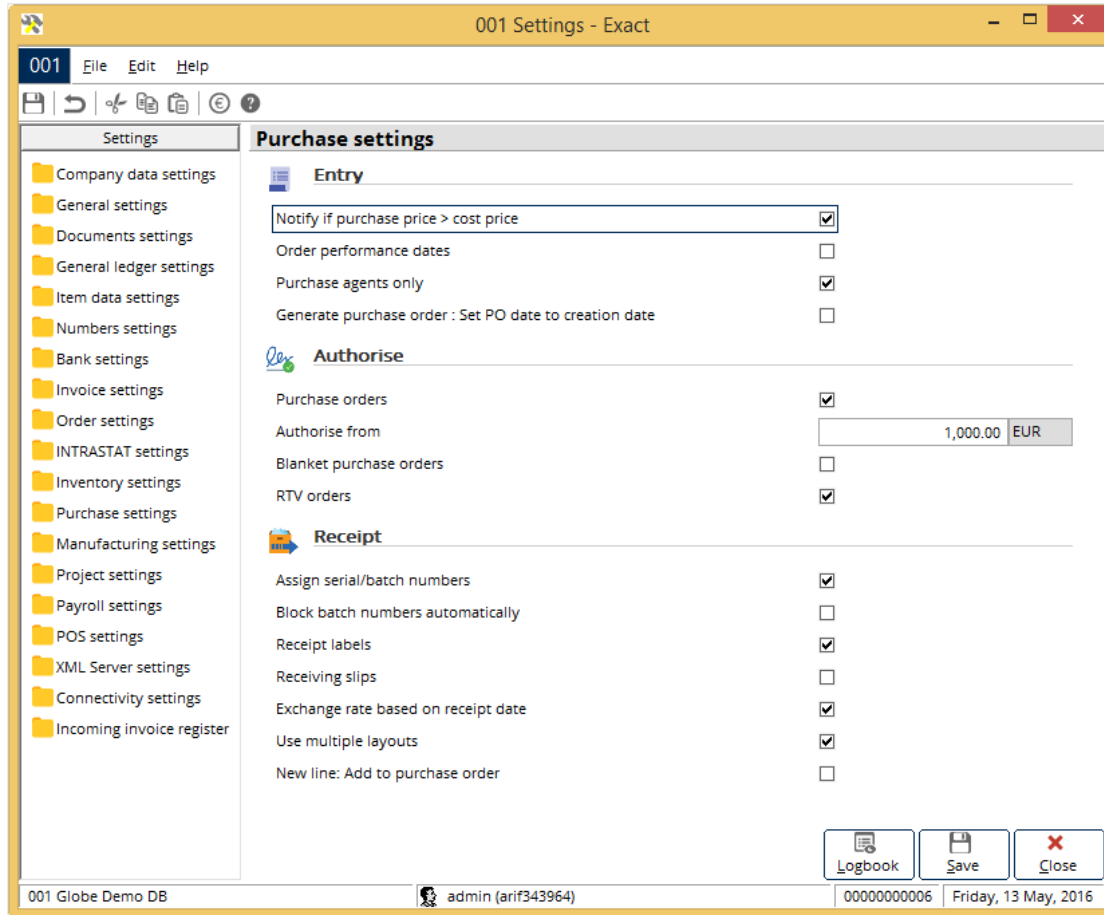 001 Settings - Exact
001 File Edit Help
Settings
Company data settings
General settings
Documents settings
General ledger settings
Item data settings
Numbers settings
Bank settings
Invoice settings
Order settings
INTRASTAT settings
Inventory settings
Purchase settings
Manufacturing settings
Project settings
Payroll settings
POS settings
XML Server settings
Connectivity settings
Incoming invoice register
Purchase settings
Entry
Notify if purchase price > cost price
Order performance dates
Purchase agents only
Generate purchase order : Set PO date to creation date
Authorise
Purchase orders
Authorise from 1,000.00 EUR
Blanket purchase orders
RTV orders
Receipt
Assign serial/batch numbers
Block batch numbers automatically
Receipt labels
Receiving slips
Exchange rate based on receipt date
Use multiple layouts
New line: Add to purchase order
Logbook Save Close
001 Globe Demo DB admin (arif343964) 00000000006 Friday, 13 May, 2016